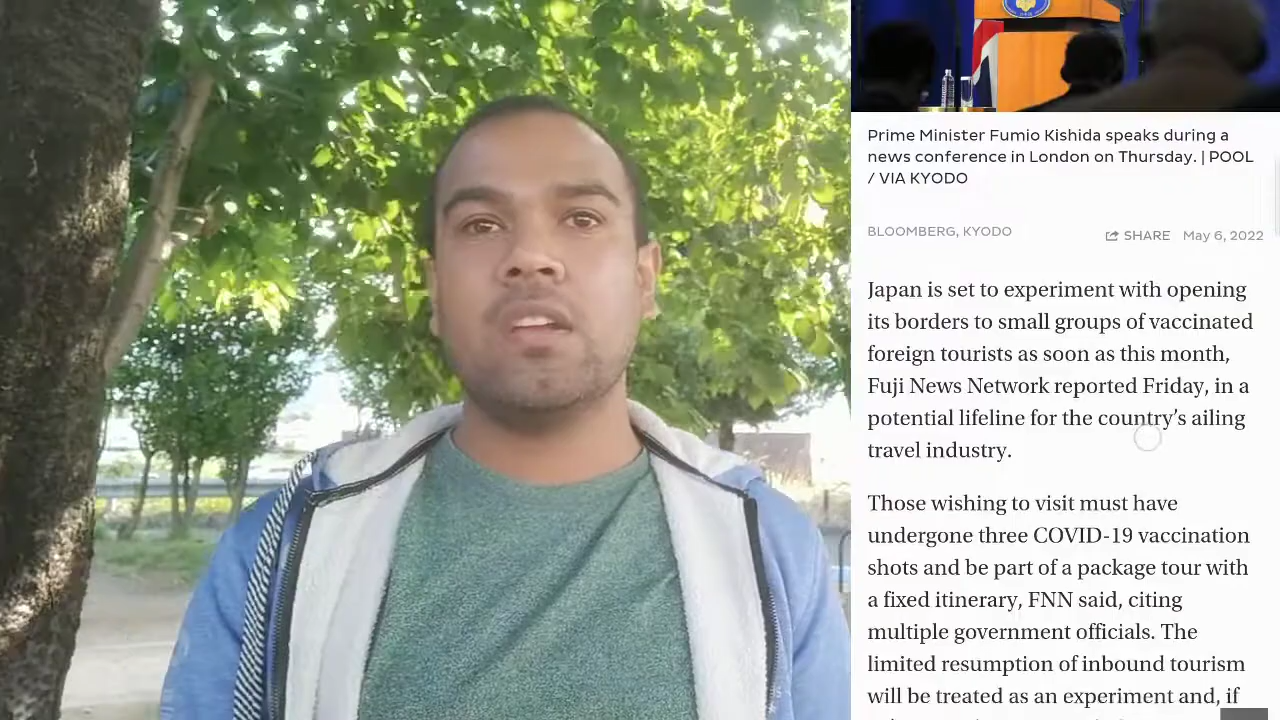 Prime Minister Fumio Kishida speaks during a
news conference in London on Thursday. | POOL
/ VIA KYODO
BLOOMBERG, KYODO
SHARE May 6, 2022
Japan is set to experiment with opening
its borders to small groups of vaccinated
foreign tourists as soon as this month,
Fuji News Network reported Friday, in a
potential lifeline for the country’s ailing
travel industry.
Those wishing to visit must have
undergone three COVID-19 vaccination
shots and be part of a package tour with
a fixed itinerary, FNN said, citing
multiple government officials. The
limited resumption of inbound tourism
will be treated as an experiment and, if